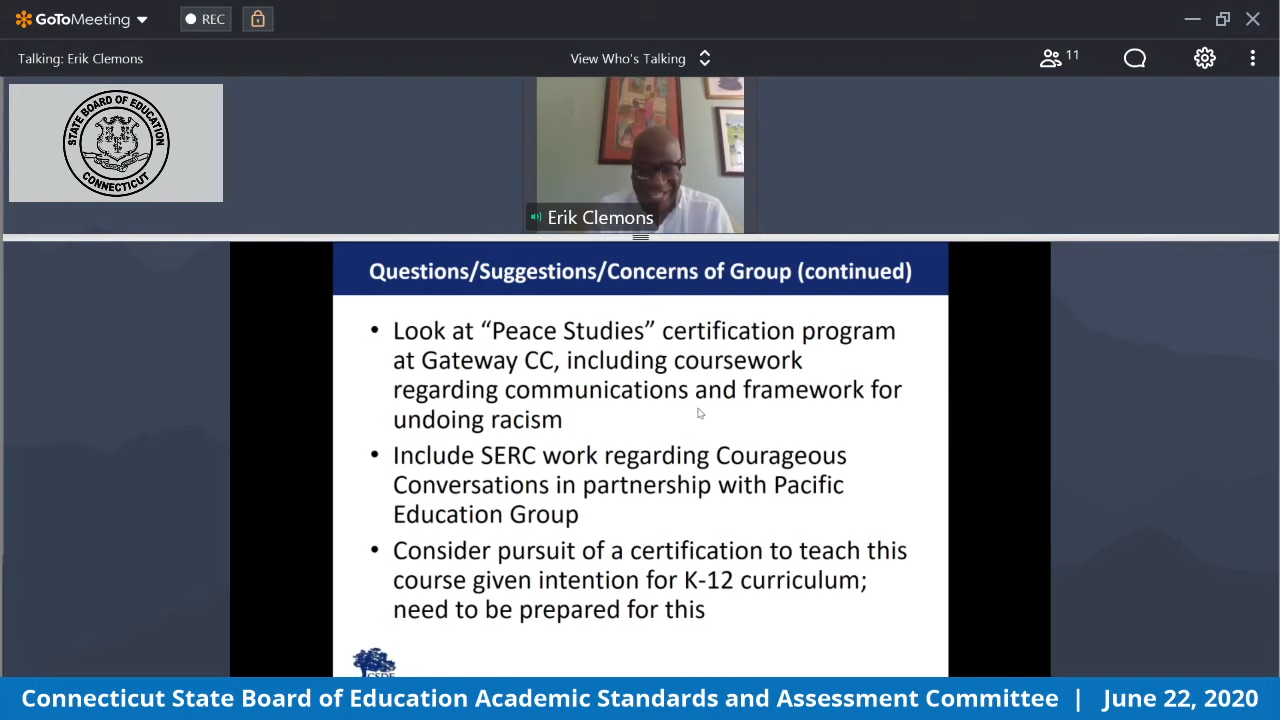 GoToMeeting
REC
Talking: Erik Clemons
View Who's Talking
11
STATE BOARD OF EDUCATION
CONNECTICUT
Erik Clemons
Questions/Suggestions/Concerns of Group (continued)
• Look at “Peace Studies” certification program
at Gateway CC, including coursework
regarding communications and framework for
undoing racism
• Include SERC work regarding Courageous
Conversations in partnership with Pacific
Education Group
• Consider pursuit of a certification to teach this
course given intention for K-12 curriculum;
need to be prepared for this
CSDE
Connecticut State Board of Education Academic Standards and Assessment Committee | June 22, 2020